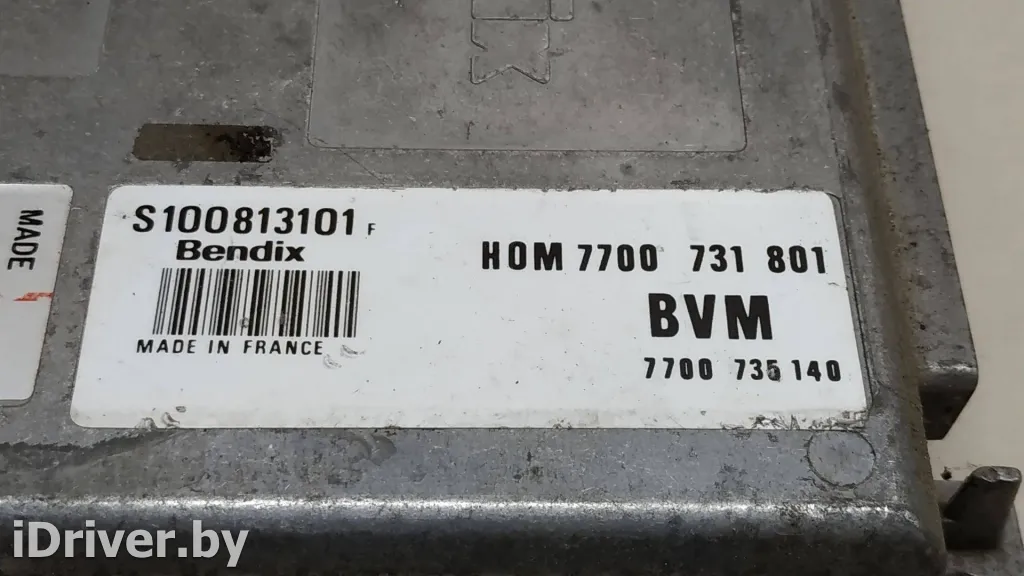 MADE
S100813101 F
Bendix
MADE IN FRANCE
HOM 7700 731 801
BVM
7700 735 140
iDriver.by